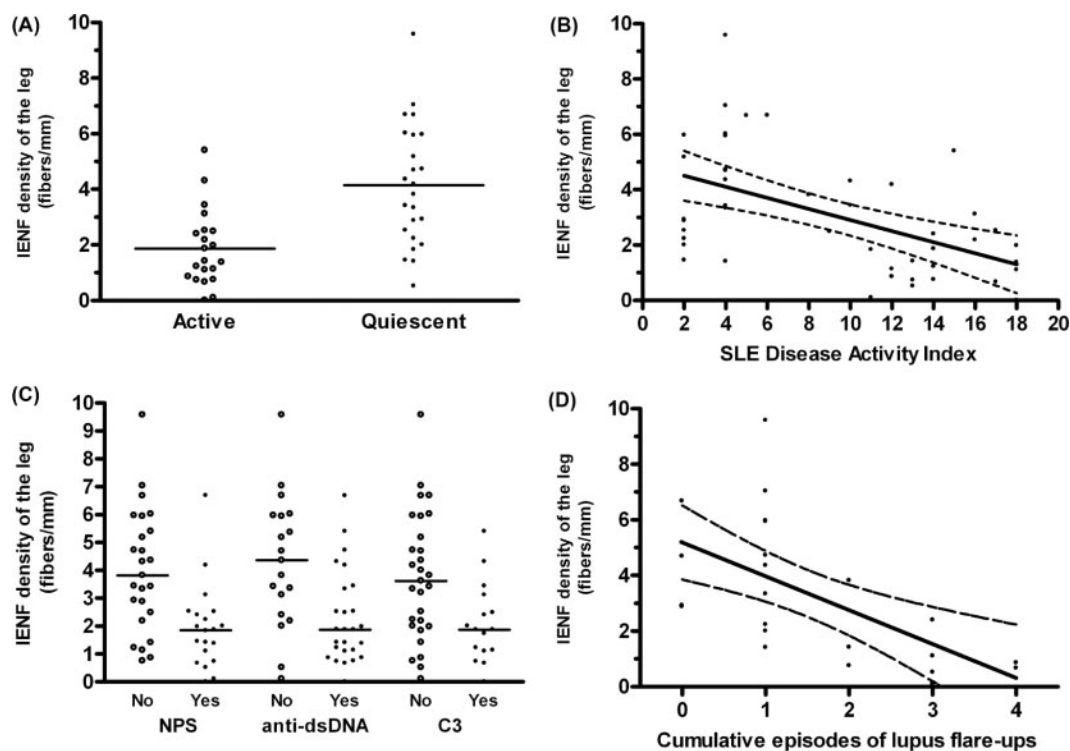 (A)
IENF density of the leg
(fibers/mm)
10
8
6
4
2
0
Active Quiescent
(B)
IENF density of the leg
(fibers/mm)
10
8
6
4
2
0
0 2 4 6 8 10 12 14 16 18 20
SLE Disease Activity Index
(C)
IENF density of the leg
(fibers/mm)
10
9
8
7
6
5
4
3
2
1
0
No Yes No Yes No Yes
NPS anti-dsDNA C3
(D)
IENF density of the leg
(fibers/mm)
10
8
6
4
2
0
0 1 2 3 4
Cumulative episodes of lupus flare-ups